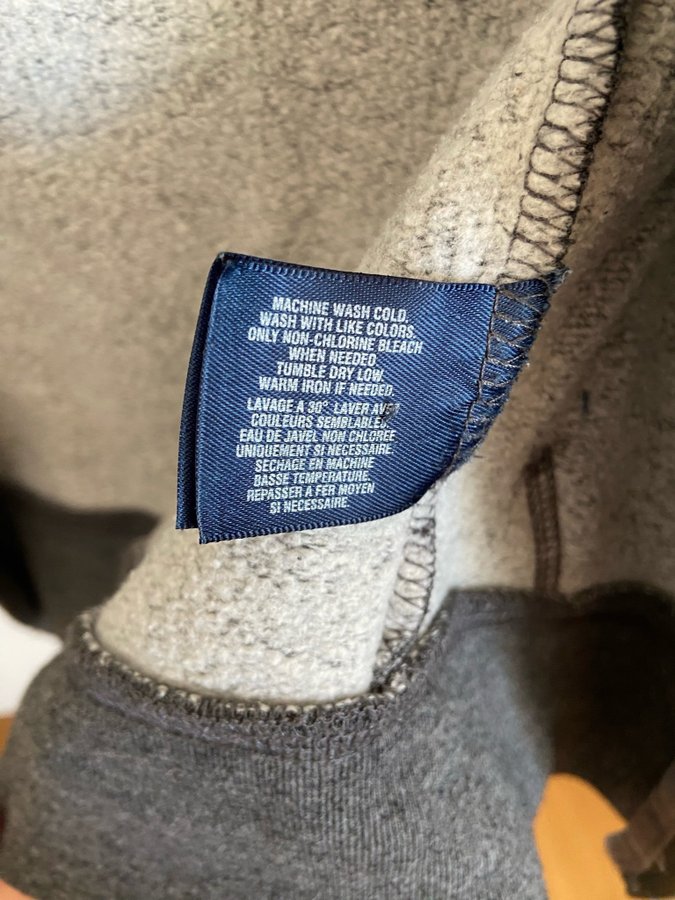 MACHINE WASH COLD.
WASH WITH LIKE COLORS.
ONLY NON-CHLORINE BLEACH
WHEN NEEDED.
TUMBLE DRY LOW.
WARM IRON IF NEEDED.
LAVAGE A 30°. LAVER AVEC
COULEURS SEMBLABLES.
EAU DE JAVEL NON CHLOREE
UNIQUEMENT SI NECESSAIRE.
SECHAGE EN MACHINE
BASSE TEMPERATURE.
REPASSER A FER MOYEN
SI NECESSAIRE.